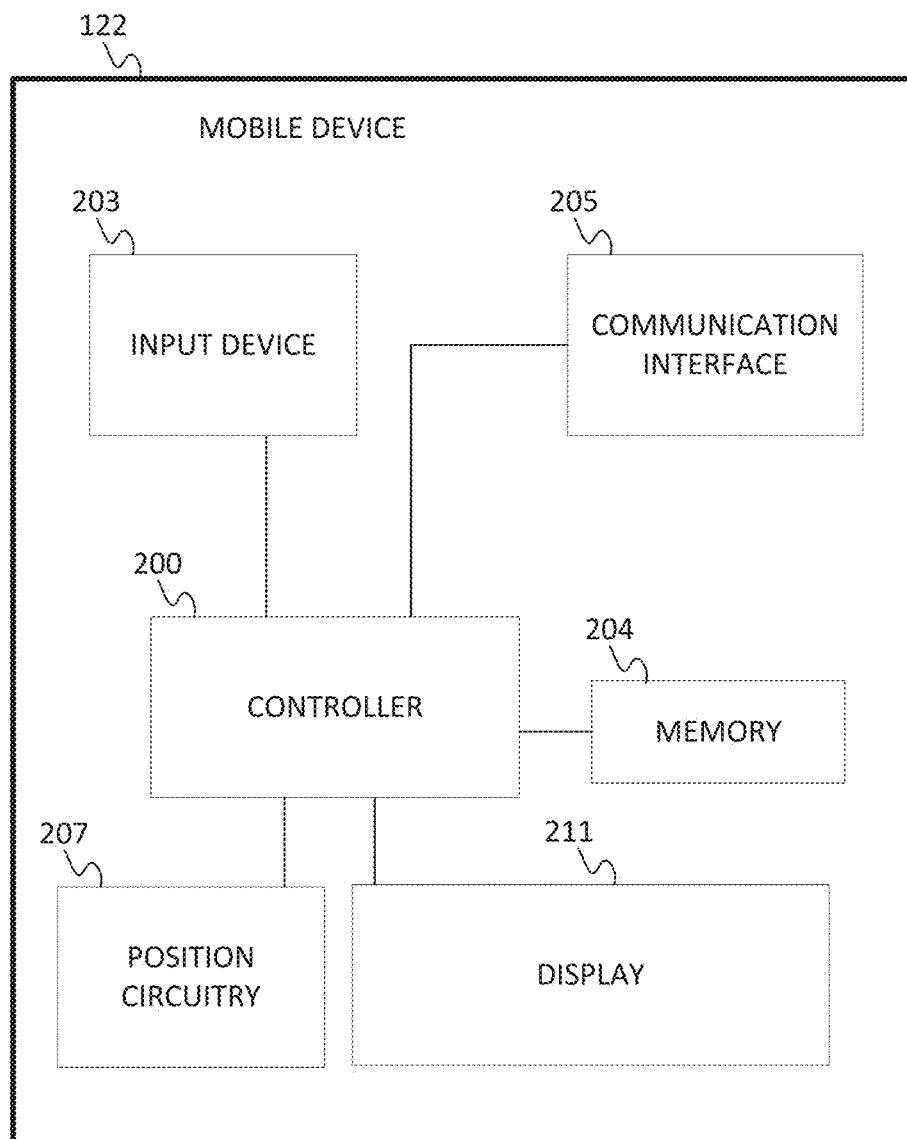 122
MOBILE DEVICE
203
205
INPUT DEVICE
COMMUNICATION
INTERFACE
200
CONTROLLER
204
MEMORY
207
211
POSITION
CIRCUITRY
DISPLAY